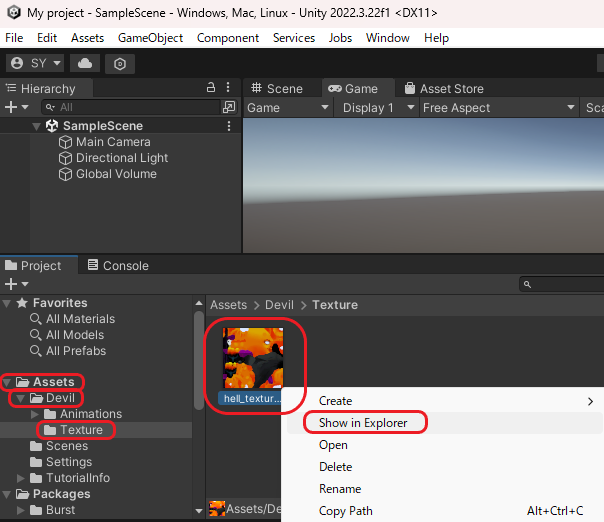 My project - SampleScene - Windows, Mac, Linux - Unity 2022.3.22f1 <DX11>
File Edit Assets GameObject Component Services Jobs Window Help
SY
Hierarchy
All
SampleScene
Main Camera
Directional Light
Global Volume
Scene Game Asset Store
Game Display 1 Free Aspect Sca
Project Console
Favorites
All Materials
All Models
All Prefabs
Assets
Devil
Animations
Texture
Scenes
Settings
TutorialInfo
Packages
Burst
Assets > Devil > Texture
hell_textur...
Assets/De
Create
Show in Explorer
Open
Delete
Rename
Copy Path Alt+Ctrl+C